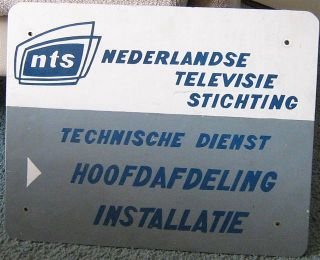 nts
NEDERLANDSE
TELEVISIE
STICHTING
TECHNISCHE DIENST
HOOFDAFDELING
INSTALLATIE